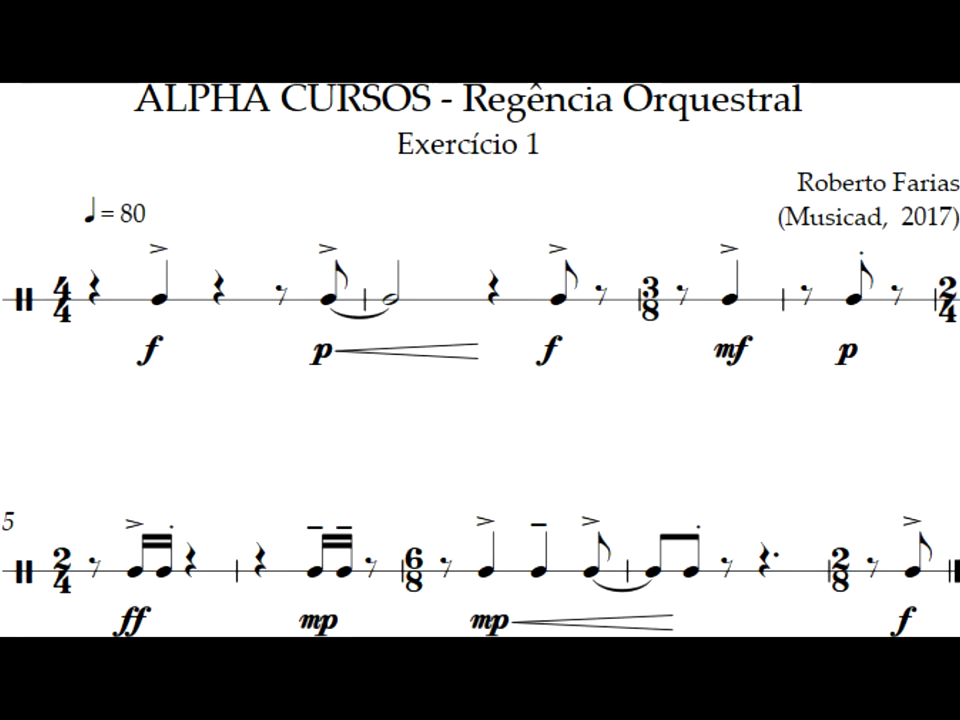 ALPHA CURSOS - Regência Orquestral
Exercício 1
Roberto Farias
= 80
(Musicad, 2017)
4 4 3 8 2 4
f p f mf p
5
2 4 6 8 2 8
ff mp mp f